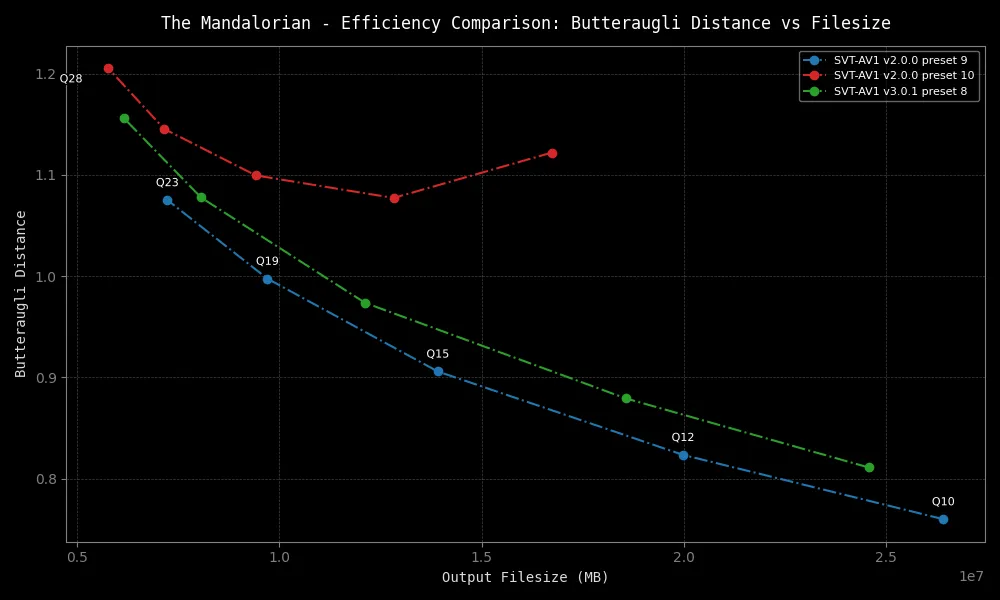 The Mandalorian - Efficiency Comparison: Butteraugli Distance vs Filesize
SVT-AV1 v2.0.0 preset 9
SVT-AV1 v2.0.0 preset 10
SVT-AV1 v3.0.1 preset 8
Butteraugli Distance
1.2
1.1
1.0
0.9
0.8
Q28
Q23
Q19
Q15
Q12
Q10
0.5
1.0
1.5
2.0
2.5
1e7
Output Filesize (MB)